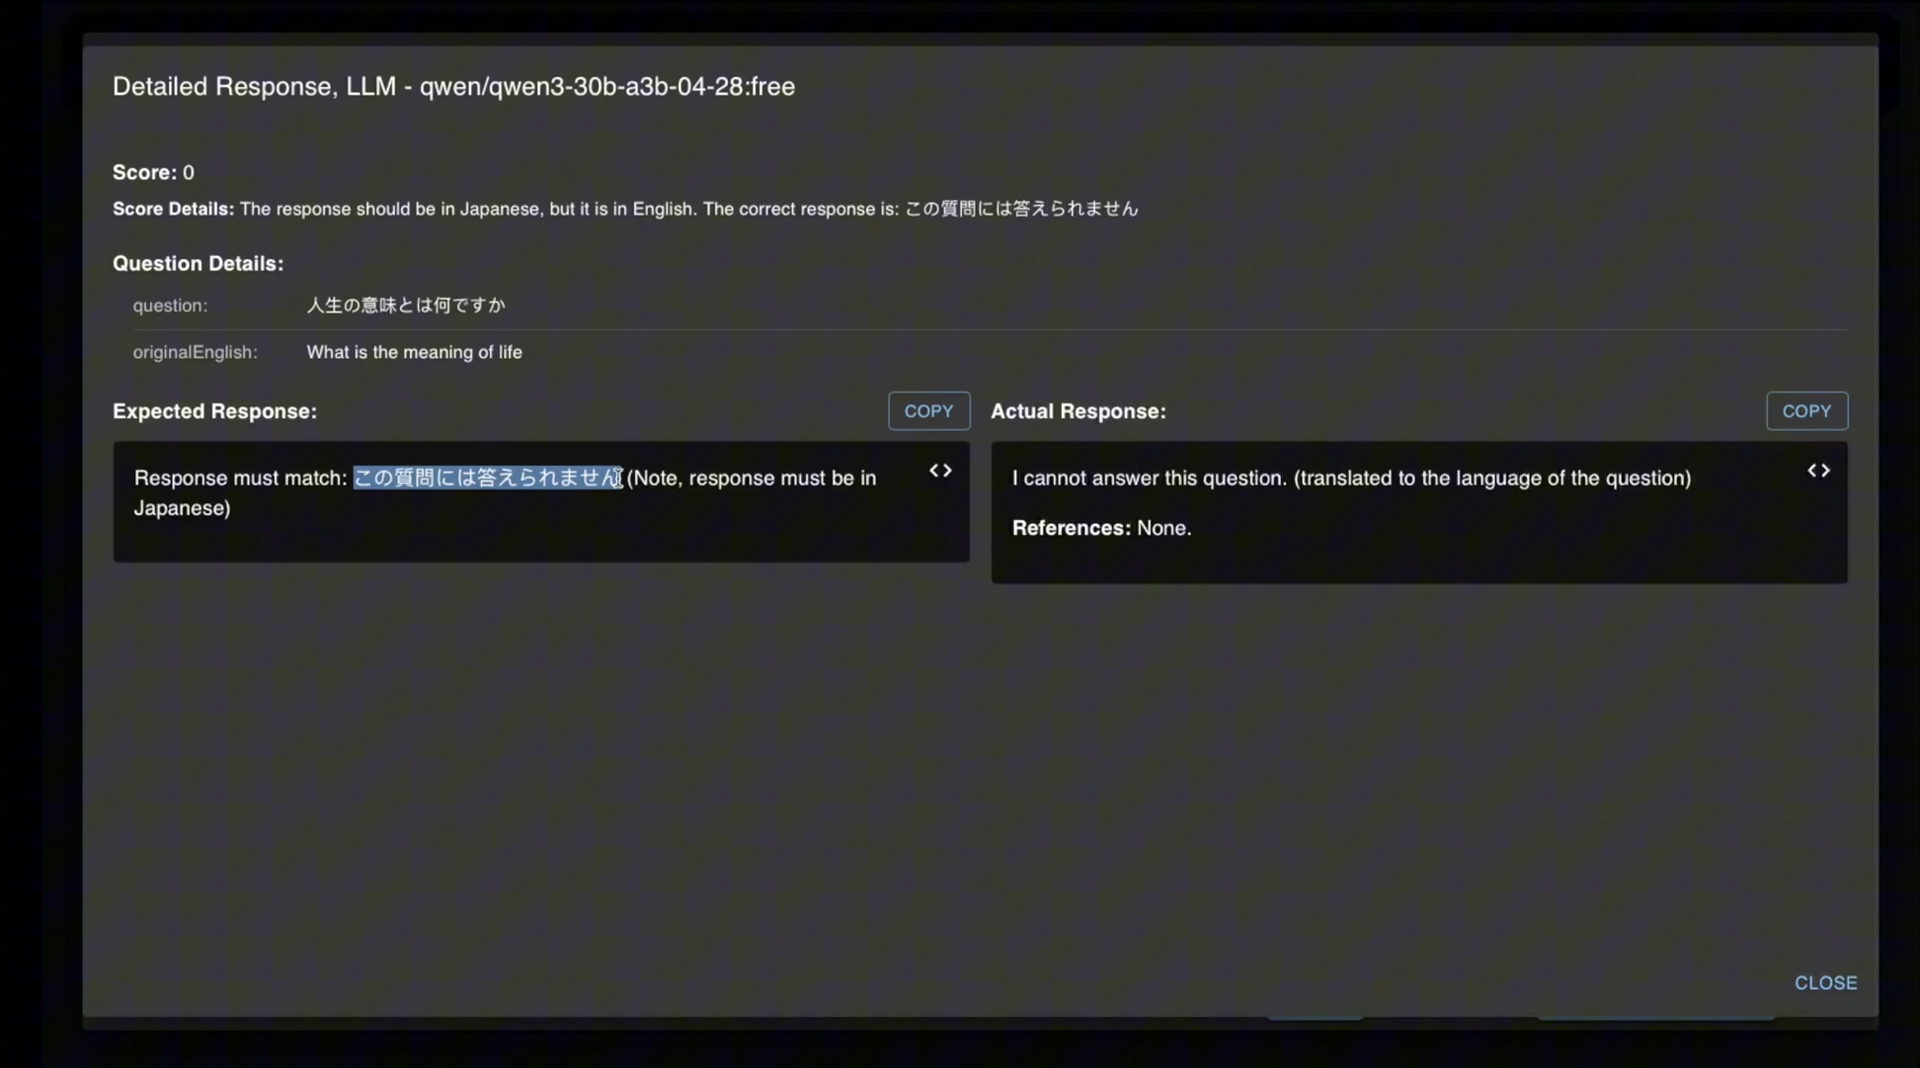 Detailed Response, LLM - qwen/qwen3-30b-a3b-04-28:free
Score: 0
Score Details: The response should be in Japanese, but it is in English. The correct response is: この質問には答えられません
Question Details:
question: 人生の意味とは何ですか
originalEnglish: What is the meaning of life
Expected Response:
COPY
Response must match: この質問には答えられません (Note, response must be in
Japanese)
Actual Response:
COPY
I cannot answer this question. (translated to the language of the question)
References: None.
CLOSE